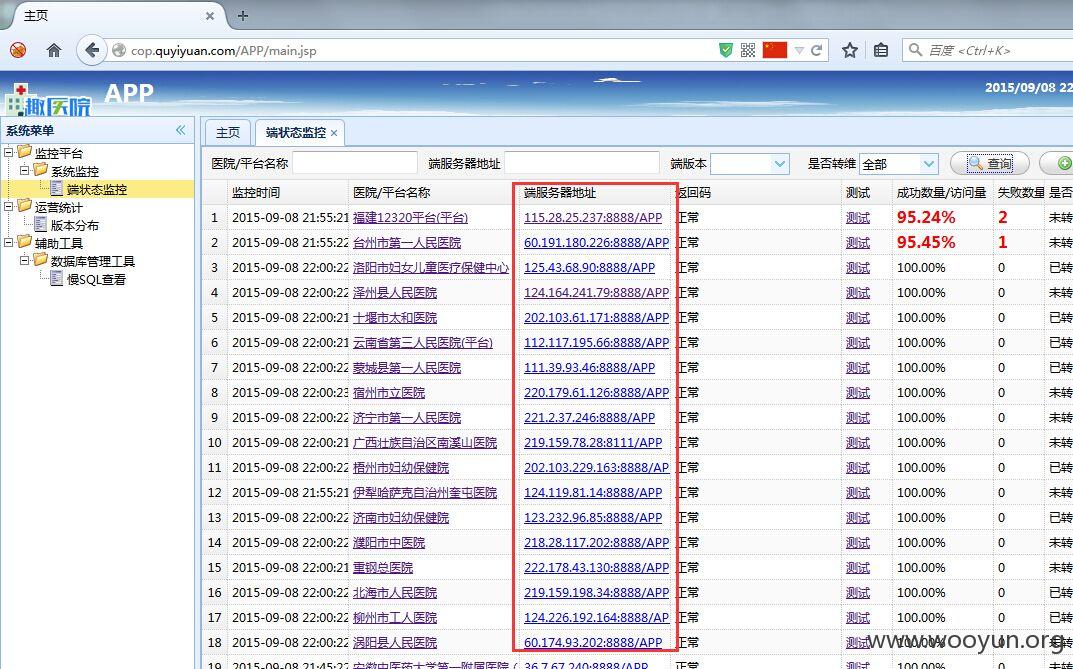 主页
cop.quyiyuan.com/APP/main.jsp
百度 <Ctrl+K>
趣医院 APP
2015/09/08 22
系统菜单
主页 端状态监控
监控平台
系统监控
端状态监控
运营统计
版本分布
辅助工具
数据库管理工具
慢SQL查看
医院/平台名称 端服务器地址 端版本 是否转维 全部 查询
监控时间 医院/平台名称 端服务器地址 返回码 测试 成功数量/访问量 失败数量 是否
1 2015-09-08 21:55:21 福建12320平台(平台) 115.28.25.237:8888/APP 正常 测试 95.24% 2 未转
2 2015-09-08 21:55:22 台州市第一人民医院 60.191.180.226:8888/APP 正常 测试 95.45% 1 未转
3 2015-09-08 22:00:22 洛阳市妇女儿童医疗保健中心 125.43.68.90:8888/APP 正常 测试 100.00% 0 已转
4 2015-09-08 22:00:22 泽州县人民医院 124.164.241.79:8888/APP 正常 测试 100.00% 0 未转
5 2015-09-08 22:00:22 十堰市太和医院 202.103.61.171:8888/APP 正常 测试 100.00% 0 已转
6 2015-09-08 22:00:22 云南省第三人民医院(平台) 112.117.195.66:8888/APP 正常 测试 100.00% 0 未转
7 2015-09-08 22:00:22 蒙城县第一人民医院 111.39.93.46:8888/APP 正常 测试 100.00% 0 未转
8 2015-09-08 22:00:23 宿州市立医院 220.179.61.126:8888/APP 正常 测试 100.00% 0 未转
9 2015-09-08 22:00:22 济宁市第一人民医院 221.2.37.246:8888/APP 正常 测试 100.00% 0 未转
10 2015-09-08 22:00:21 广西壮族自治区南溪山医院 219.159.78.28:8111/APP 正常 测试 100.00% 0 未转
11 2015-09-08 22:00:22 梧州市妇幼保健院 202.103.229.163:8888/AP 正常 测试 100.00% 0 已转
12 2015-09-08 21:55:21 伊犁哈萨克自治州奎屯医院 124.119.81.14:8888/APP 正常 测试 100.00% 0 未转
13 2015-09-08 22:00:22 济南市妇幼保健院 123.232.96.85:8888/APP 正常 测试 100.00% 0 已转
14 2015-09-08 22:00:22 濮阳市中医院 218.28.117.202:8888/APP 正常 测试 100.00% 0 未转
15 2015-09-08 22:00:21 重钢总医院 222.178.43.130:8888/APP 正常 测试 100.00% 0 未转
16 2015-09-08 22:00:22 北海市人民医院 219.159.198.34:8888/APP 正常 测试 100.00% 0 未转
17 2015-09-08 22:00:22 柳州市工人医院 124.226.192.164:8888/AP 正常 测试 100.00% 0 已转
18 2015-09-08 22:00:22 涡阳县人民医院 60.174.93.202:8888/APP 正常 测试 100.00% 0 未转
19 2015-09-08 21:45:22 安徽中医药大学第一附属医院( 36.7.67.240:8888/APP 正常 测试 100.00% 0 未转
www.wooyun.org